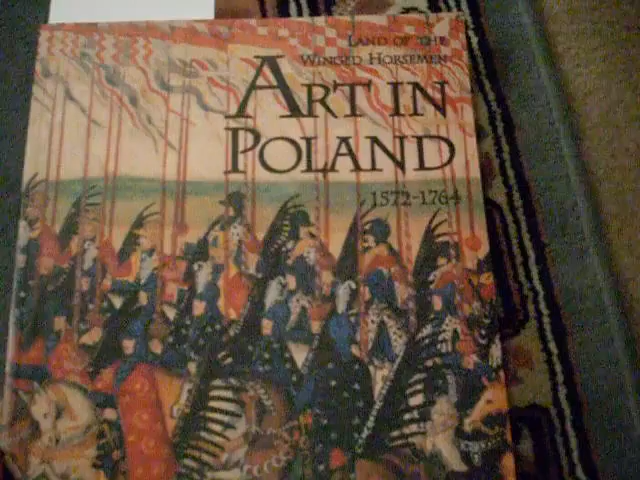 LAND OF THE
WINGED HORSEMEN
ART IN
POLAND
1572-1764